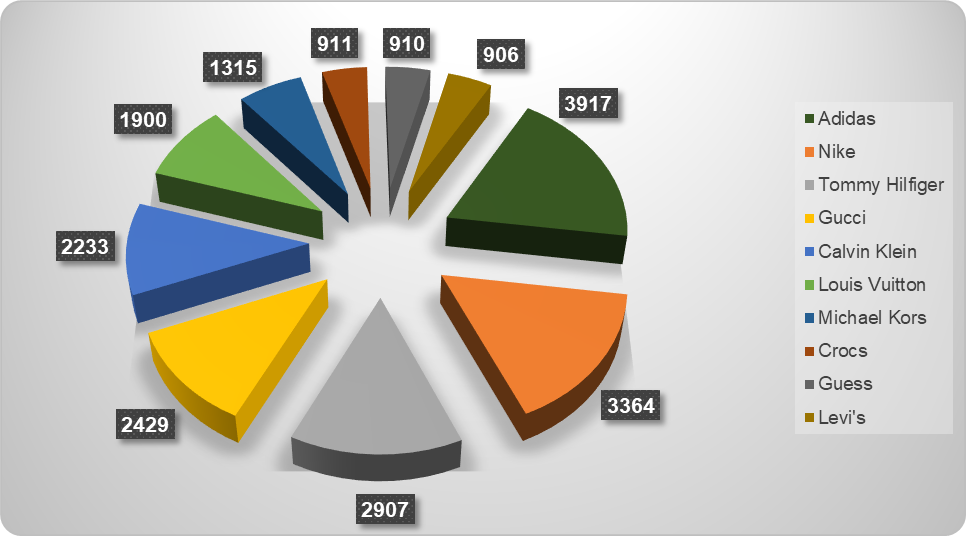 911
910
906
1315
3917
1900
2233
2429
3364
2907
Adidas
Nike
Tommy Hilfiger
Gucci
Calvin Klein
Louis Vuitton
Michael Kors
Crocs
Guess
Levi's